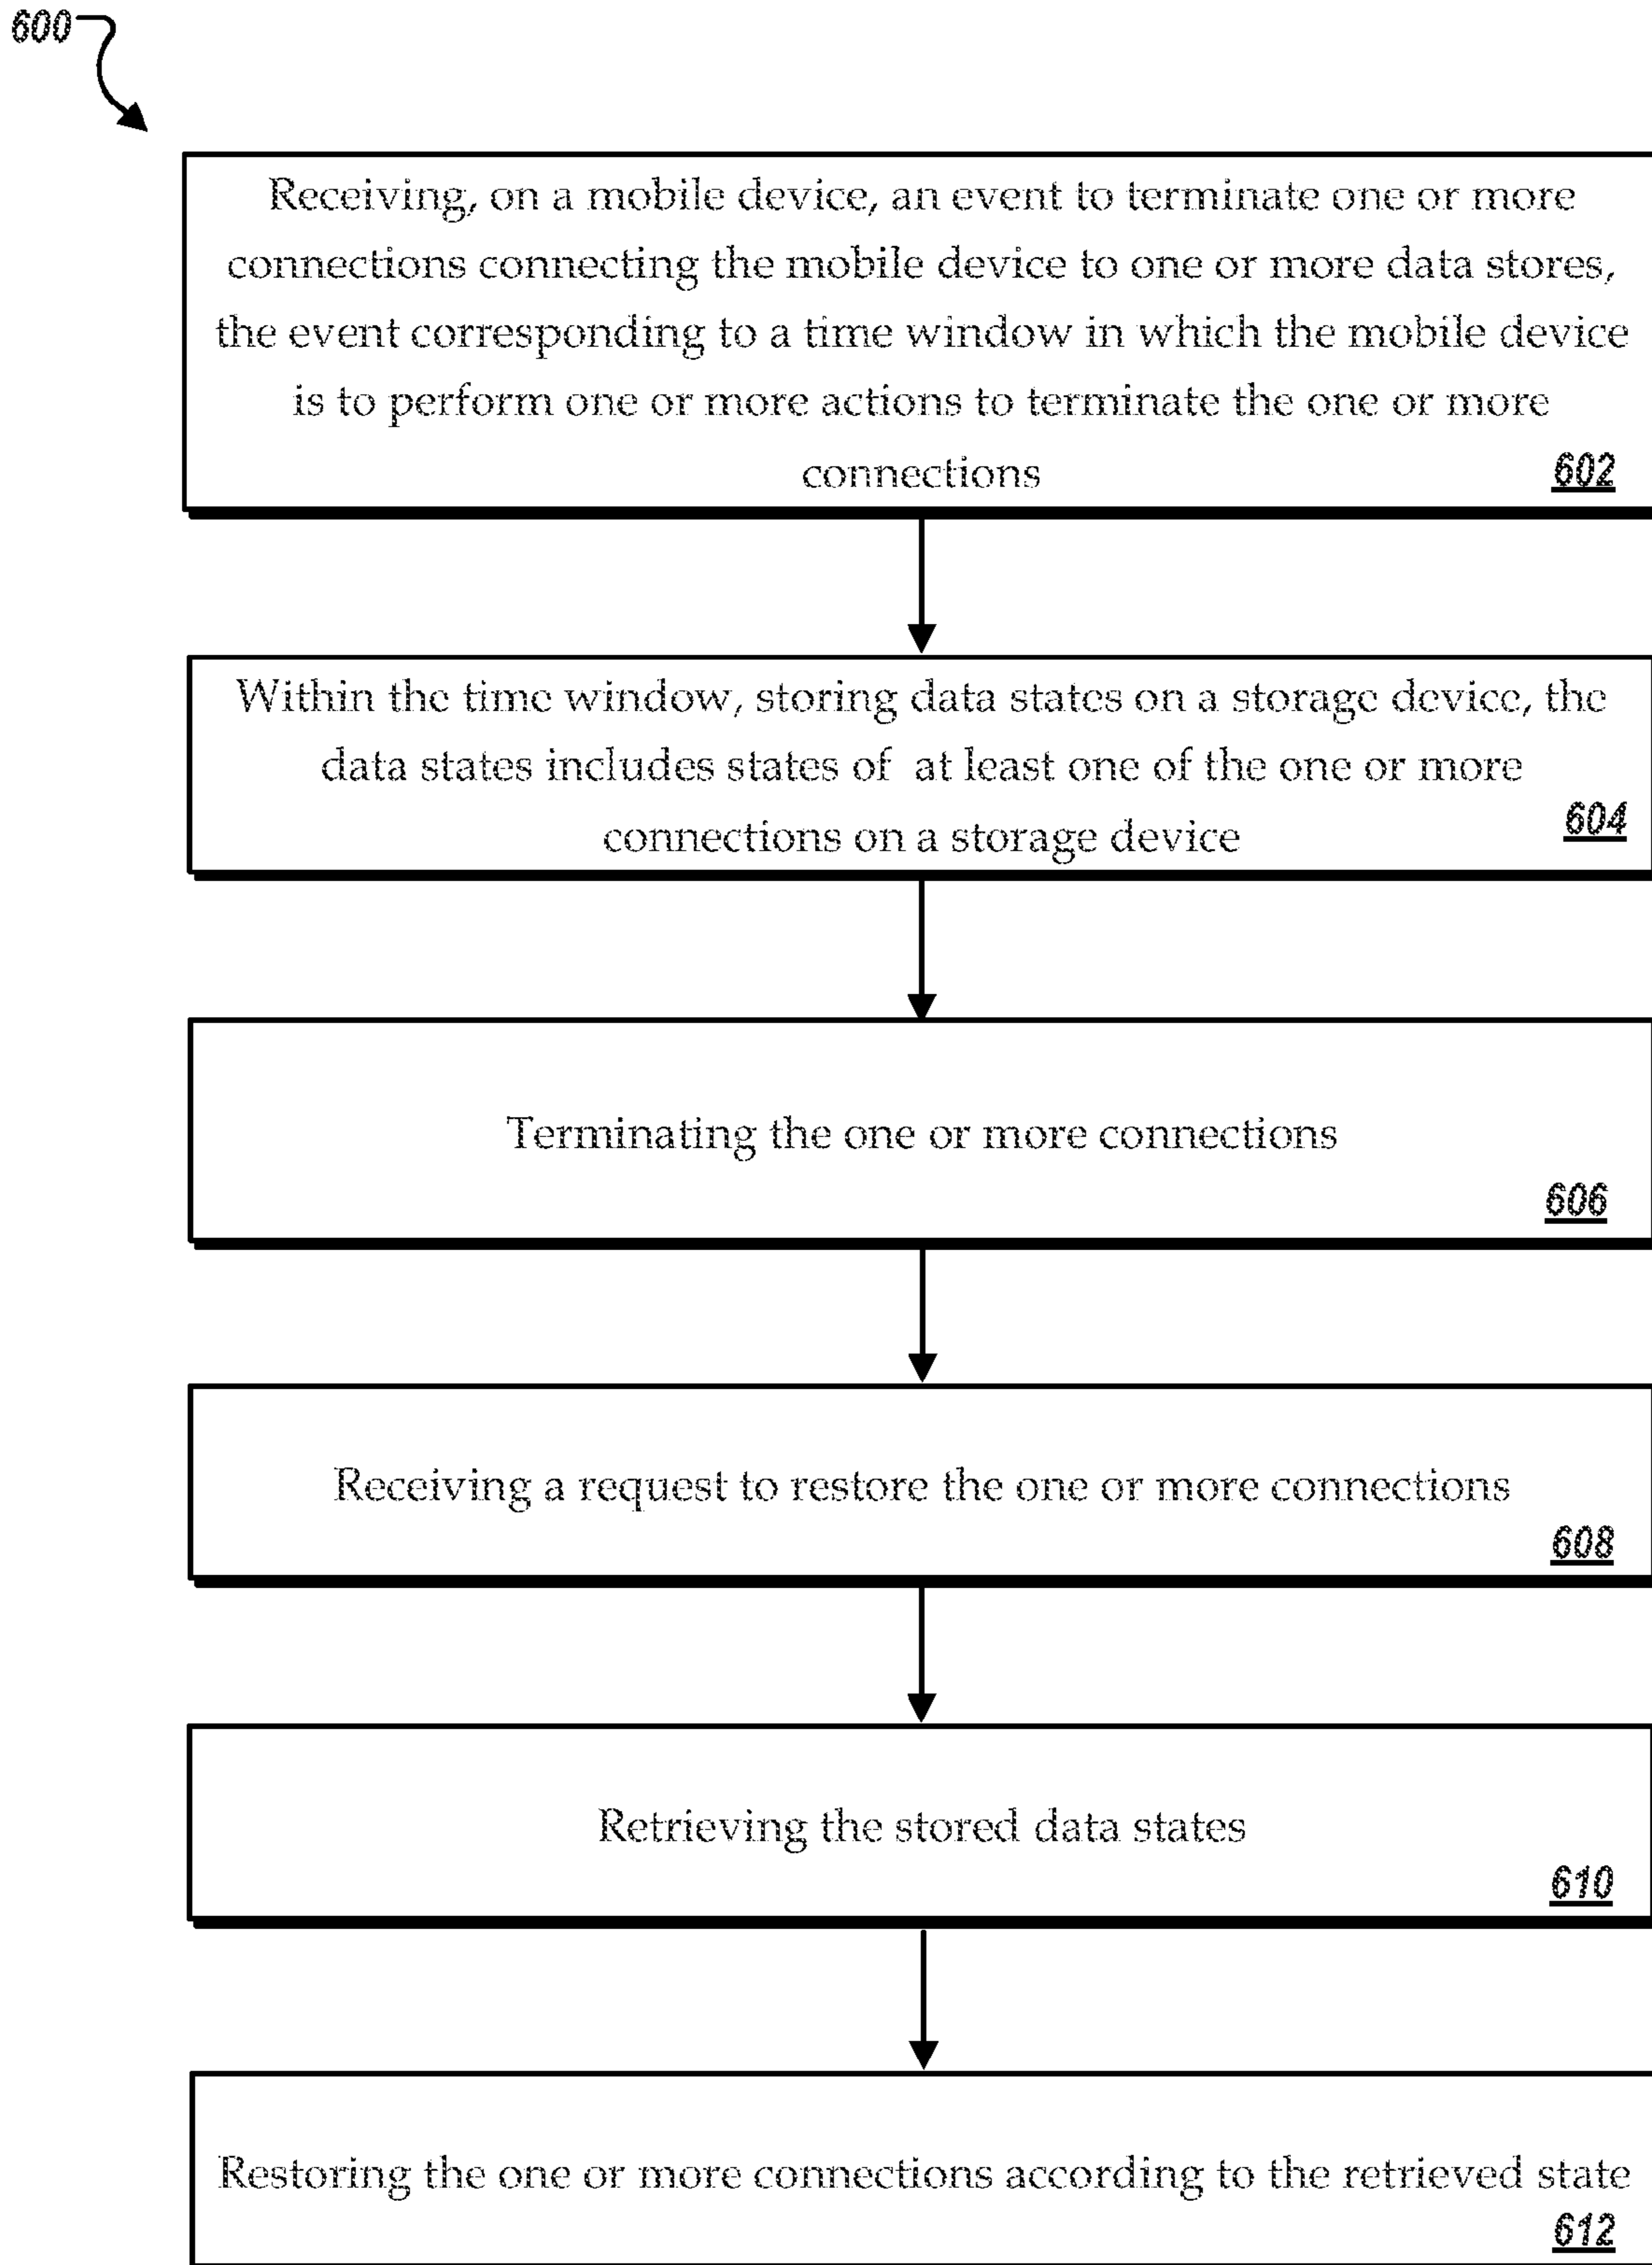 600
Receiving, on a mobile device, an event to terminate one or more
connections connecting the mobile device to one or more data stores,
the event corresponding to a time window in which the mobile device
is to perform one or more actions to terminate the one or more
connections
602
Within the time window, storing data states on a storage device, the
data states includes states of at least one of the one or more
connections on a storage device
604
Terminating the one or more connections
606
Receiving a request to restore the one or more connections
608
Retrieving the stored data states
610
Restoring the one or more connections according to the retrieved state
612